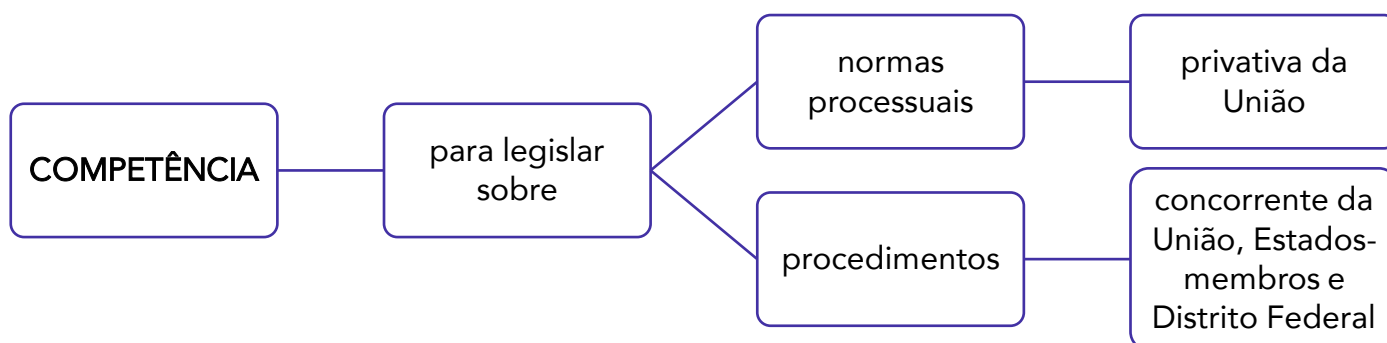 COMPETÊNCIA
para legislar
sobre
normas
processuais
privativa da
União
procedimentos
concorrente da
União, Estados-
membros e
Distrito Federal